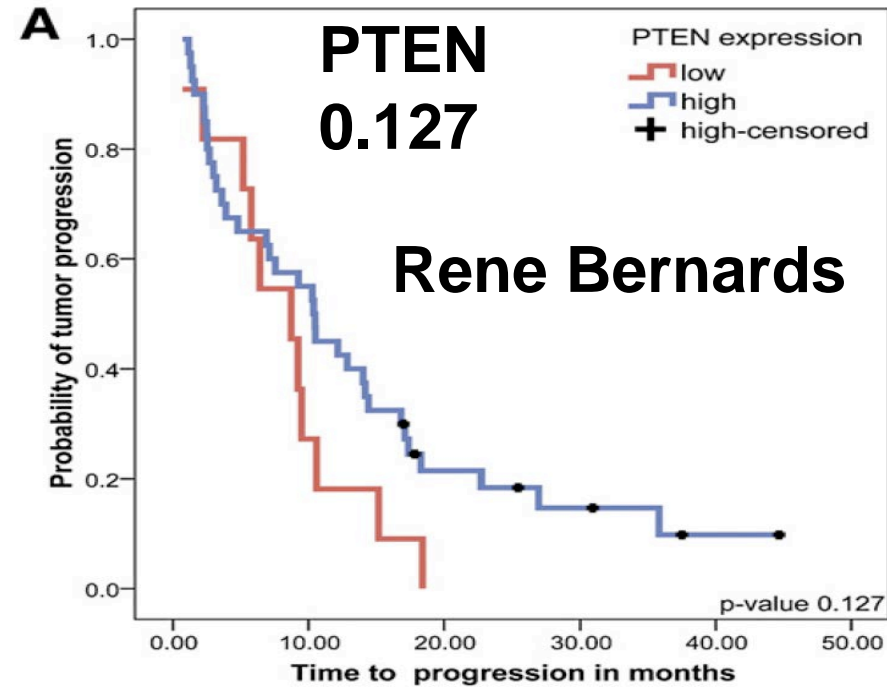 A
PTEN
0.127
PTEN expression
low
high
high-censored
Rene Bernards
Probability of tumor progression
1.0
0.8
0.6
0.4
0.2
0.0
p-value 0.127
0.00 10.00 20.00 30.00 40.00 50.00
Time to progression in months